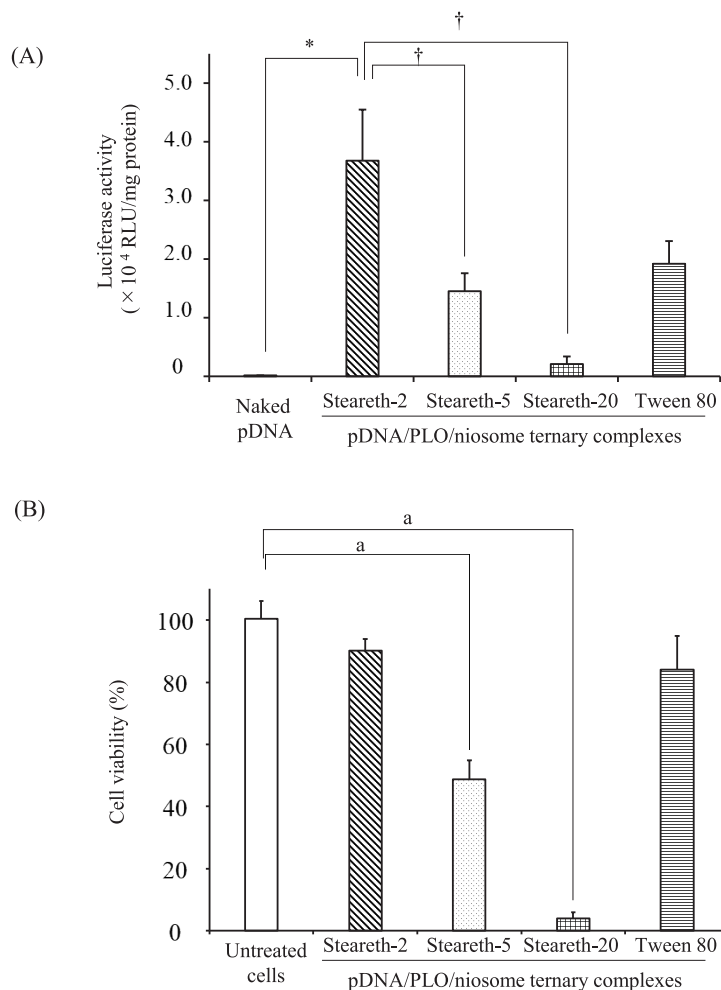 (A)
Luciferase activity
(×10⁴ RLU/mg protein)
5.0
4.0
3.0
2.0
1.0
0
*
†
†
Naked
pDNA
Steareth-2 Steareth-5 Steareth-20 Tween 80
pDNA/PLO/niosome ternary complexes
(B)
Cell viability (%)
100
80
60
40
20
0
a
a
Untreated
cells
Steareth-2 Steareth-5 Steareth-20 Tween 80
pDNA/PLO/niosome ternary complexes